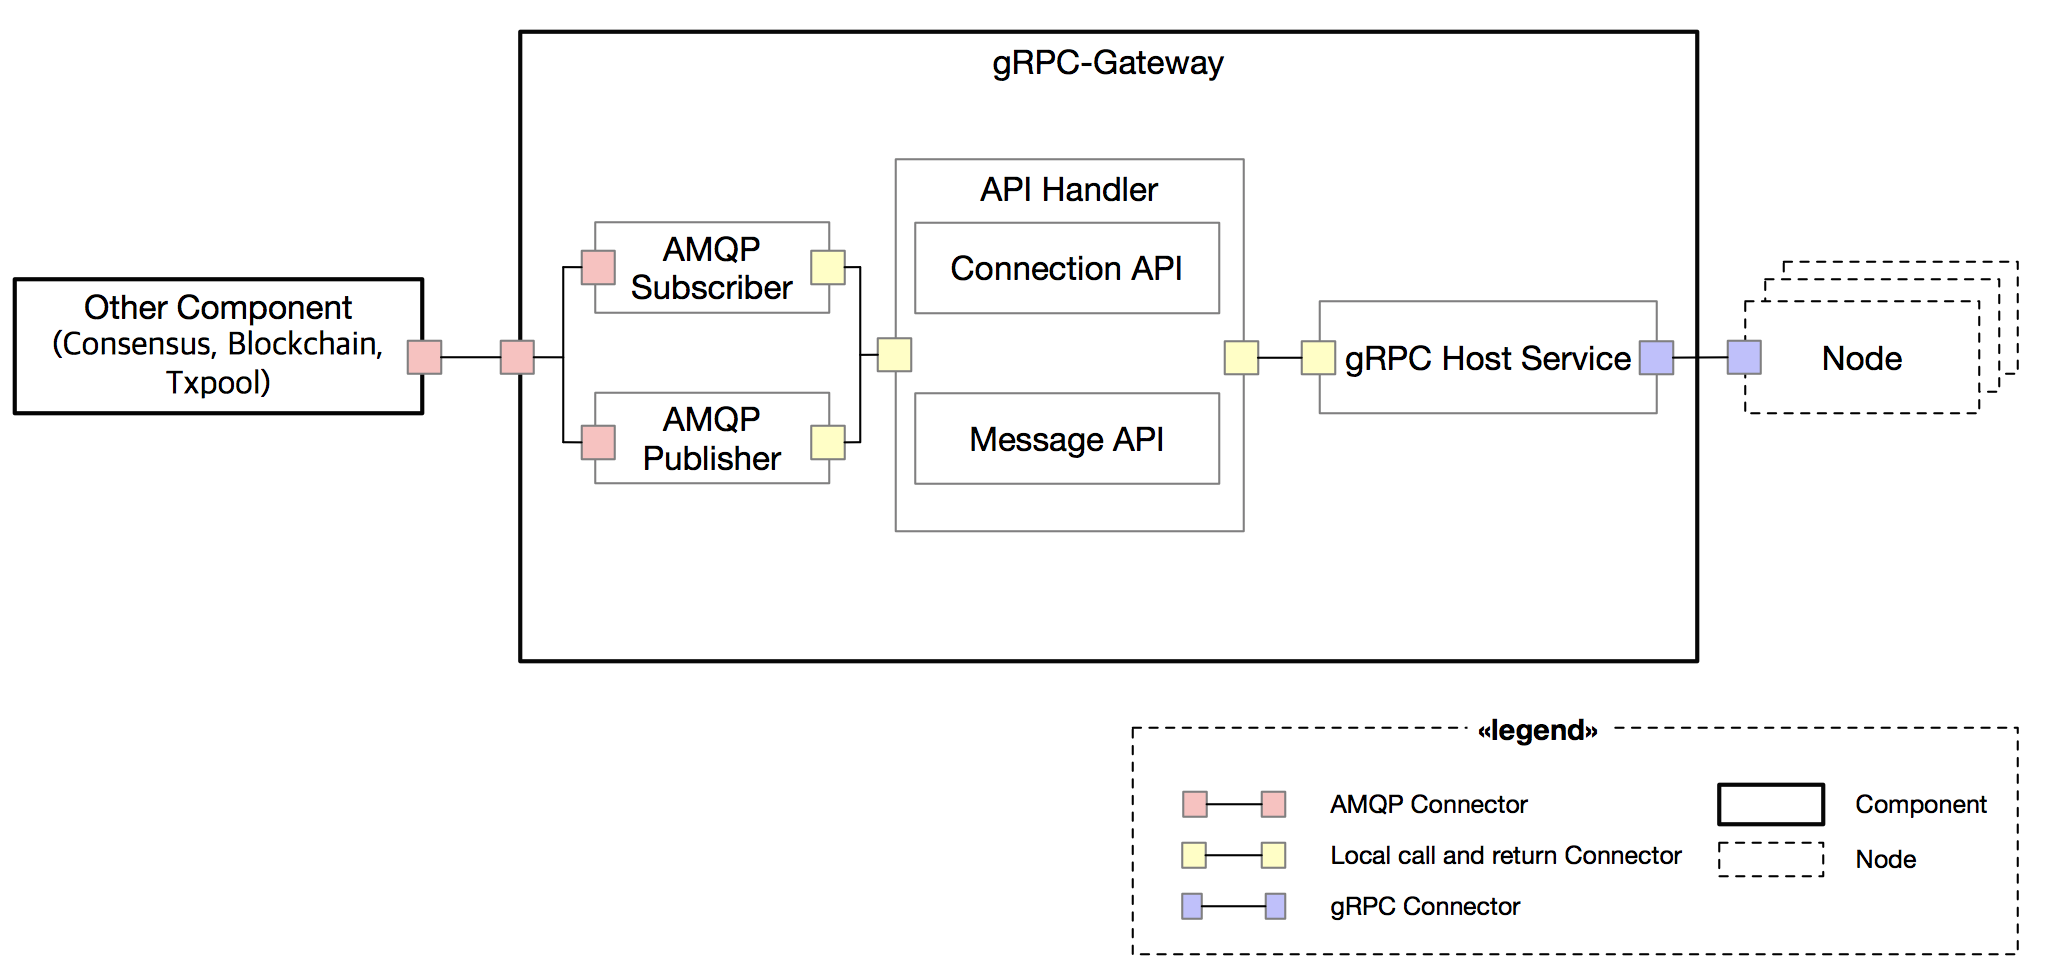 gRPC-Gateway
API Handler
AMQP
Subscriber
Connection API
Other Component
(Consensus, Blockchain,
Txpool)
gRPC Host Service
Node
AMQP
Publisher
Message API
«legend»
AMQP Connector
Component
Local call and return Connector
Node
gRPC Connector